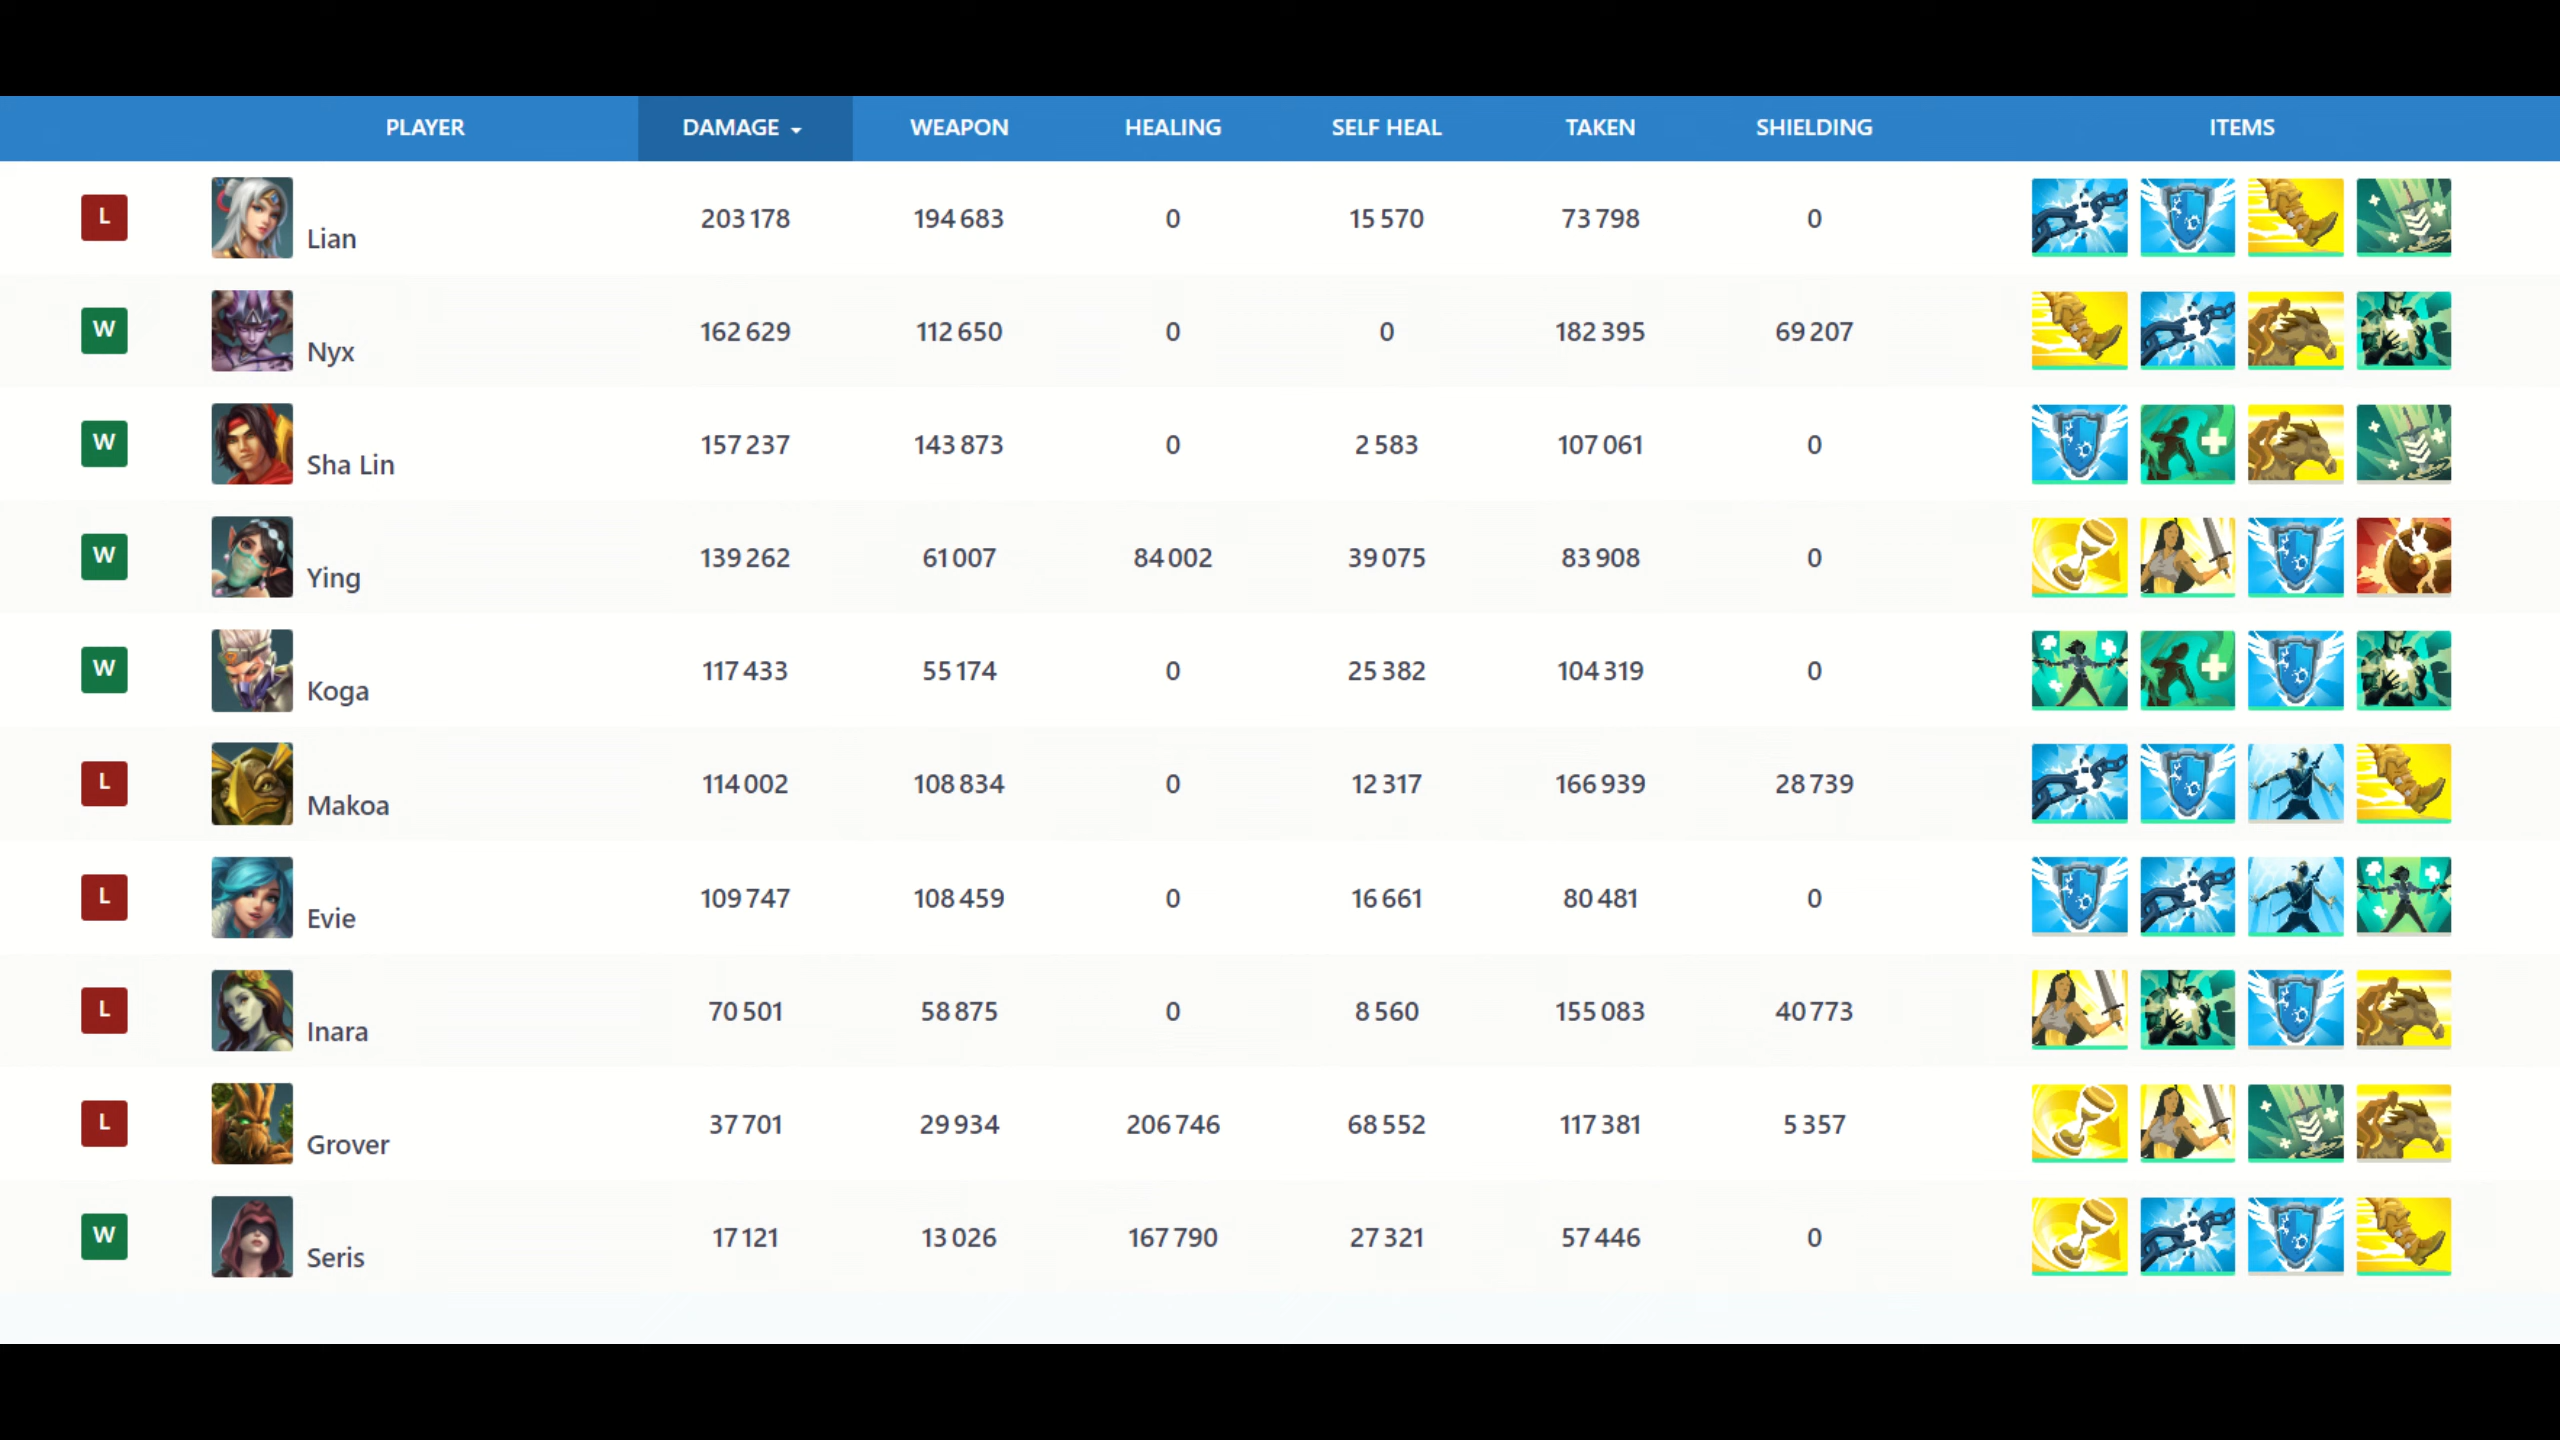 PLAYER DAMAGE WEAPON HEALING SELF HEAL TAKEN SHIELDING ITEMS
L Lian 203 178 194 683 0 15 570 73 798 0
W Nyx 162 629 112 650 0 0 182 395 69 207
W Sha Lin 157 237 143 873 0 2 583 107 061 0
W Ying 139 262 61 007 84 002 39 075 83 908 0
W Koga 117 433 55 174 0 25 382 104 319 0
L Makoa 114 002 108 834 0 12 317 166 939 28 739
L Evie 109 747 108 459 0 16 661 80 481 0
L Inara 70 501 58 875 0 8 560 155 083 40 773
L Grover 37 701 29 934 206 746 68 552 117 381 5 357
W Seris 17 121 13 026 167 790 27 321 57 446 0